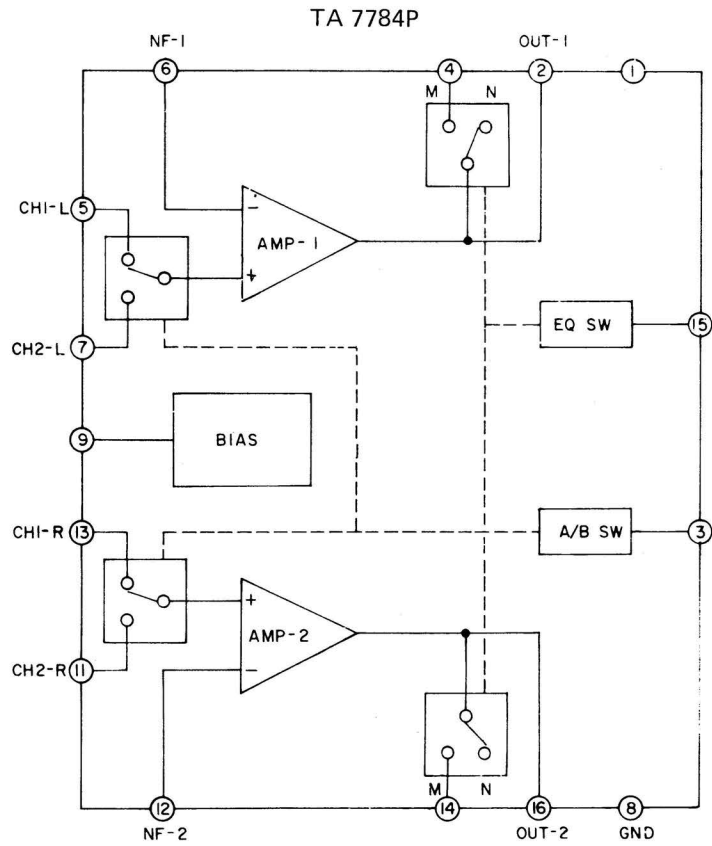 TA 7784P
NF-1
OUT-1
6
4
2
1
M N
5
CH1-L
−
AMP-1
+
7
CH2-L
EQ SW
15
9
BIAS
CH1-R
13
A/B SW
3
+
AMP-2
−
CH2-R
11
M N
12
14
16
8
NF-2
OUT-2
GND